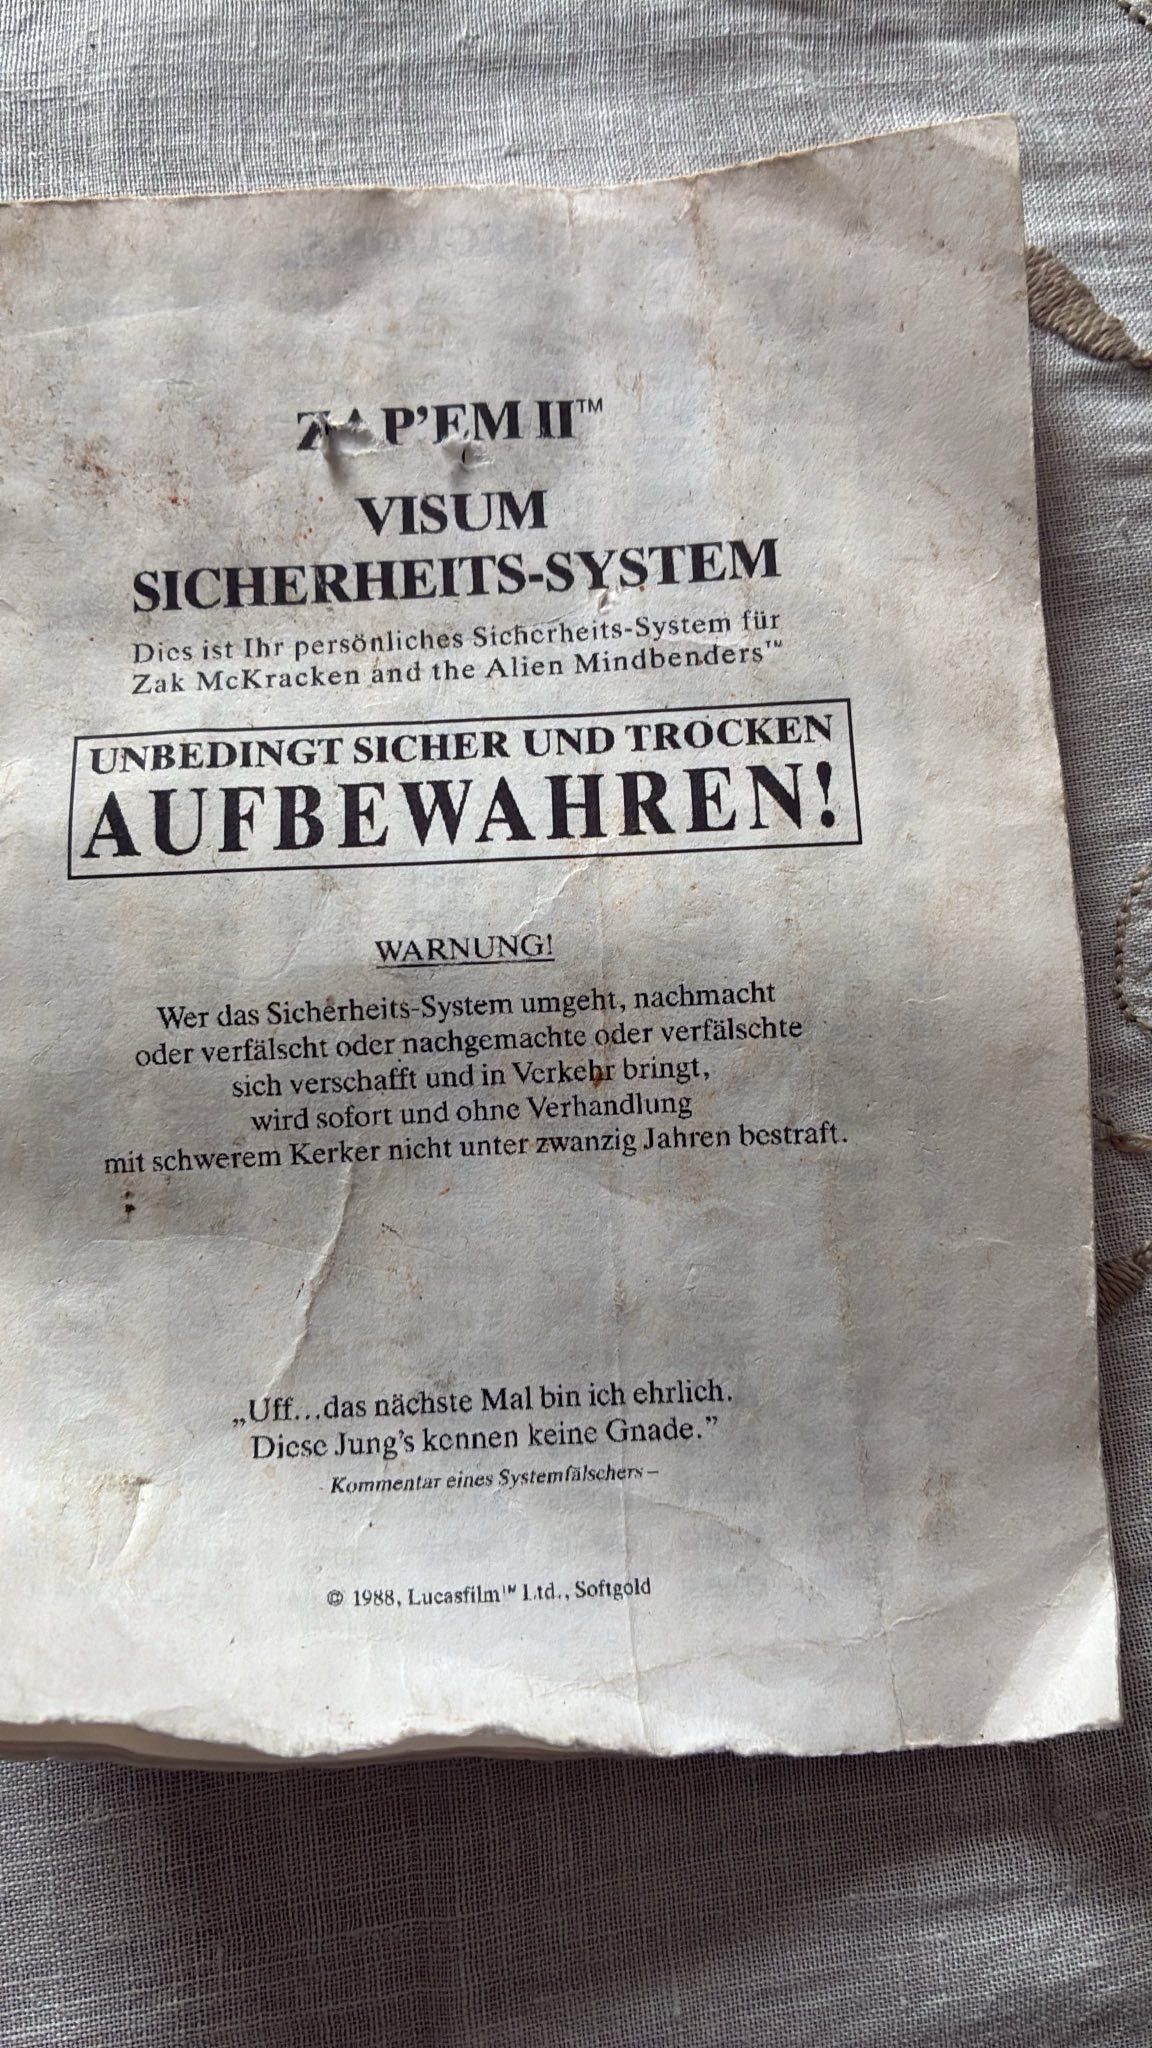 ZAP'EM II™
VISUM
SICHERHEITS-SYSTEM
Dies ist Ihr persönliches Sicherheits-System für
Zak McKracken and the Alien Mindbenders™
UNBEDINGT SICHER UND TROCKEN
AUFBEWAHREN!
WARNUNG!
Wer das Sicherheits-System umgeht, nachmacht
oder verfälscht oder nachgemachte oder verfälschte
sich verschafft und in Verkehr bringt,
wird sofort und ohne Verhandlung
mit schwerem Kerker nicht unter zwanzig Jahren bestraft.
„Uff...das nächste Mal bin ich ehrlich.
Diese Jung's kennen keine Gnade.”
Kommentar eines Systemfälschers–
© 1988, Lucasfilm™ Ltd., Softgold